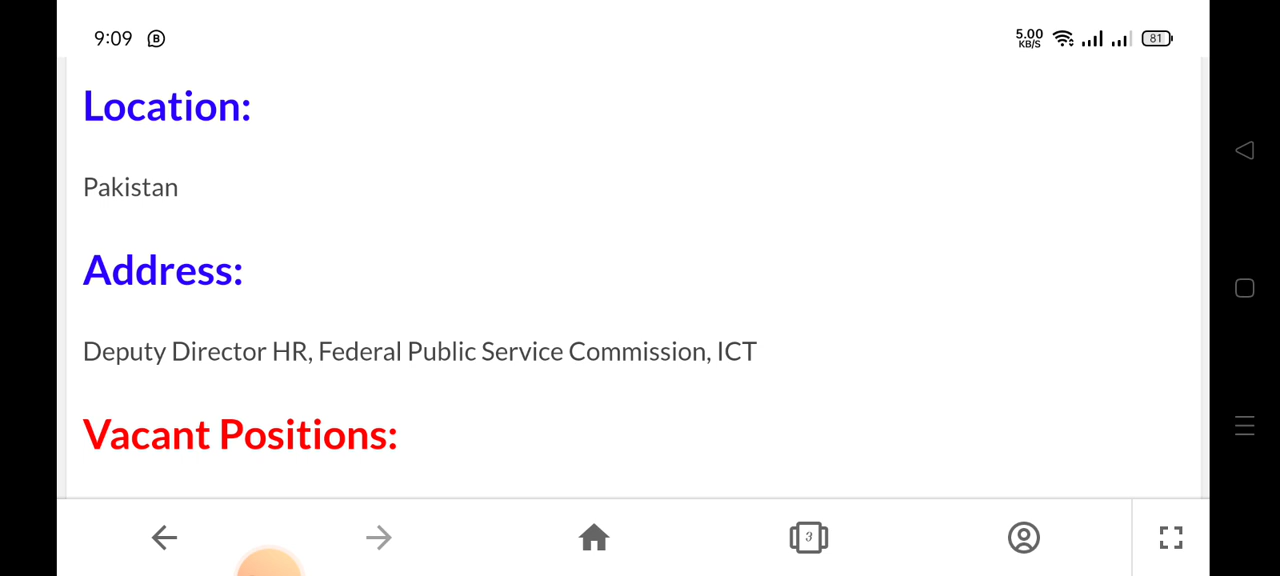 9:09
5.00
KB/S
81
Location:
Pakistan
Address:
Deputy Director HR, Federal Public Service Commission, ICT
Vacant Positions:
3